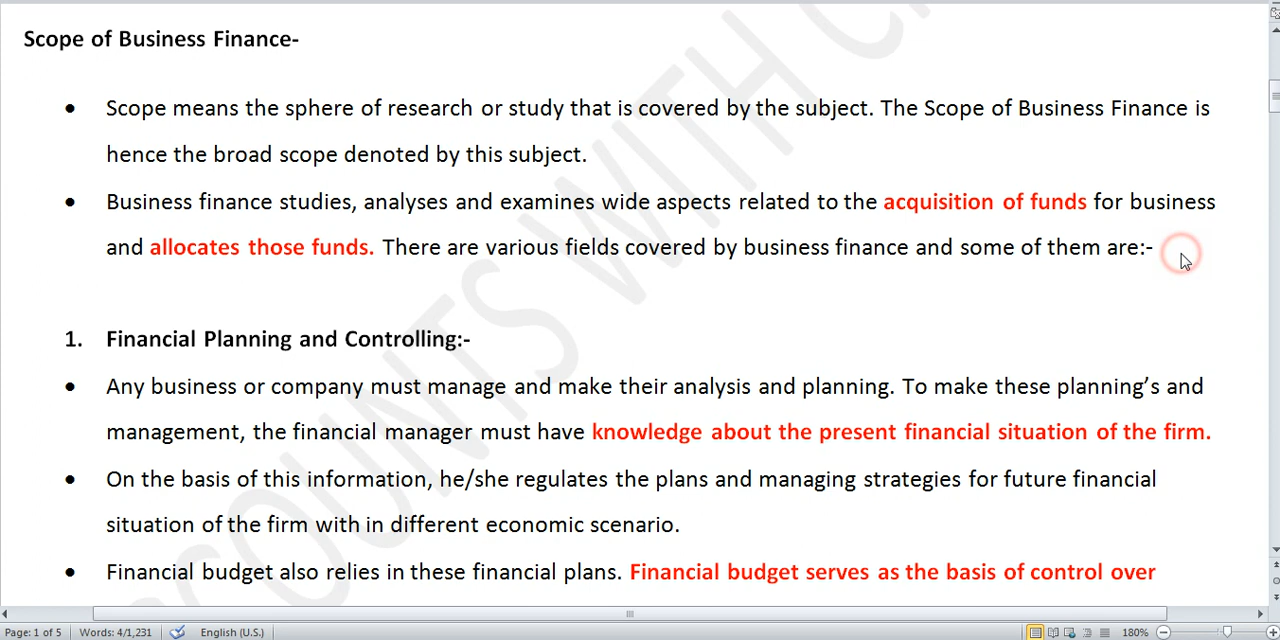 Scope of Business Finance-
• Scope means the sphere of research or study that is covered by the subject. The Scope of Business Finance is
hence the broad scope denoted by this subject.
• Business finance studies, analyses and examines wide aspects related to the acquisition of funds for business
and allocates those funds. There are various fields covered by business finance and some of them are:-
1. Financial Planning and Controlling:-
• Any business or company must manage and make their analysis and planning. To make these planning’s and
management, the financial manager must have knowledge about the present financial situation of the firm.
• On the basis of this information, he/she regulates the plans and managing strategies for future financial
situation of the firm with in different economic scenario.
• Financial budget also relies in these financial plans. Financial budget serves as the basis of control over
Page: 1 of 5 Words: 4/1,231 English (U.S.) 180%